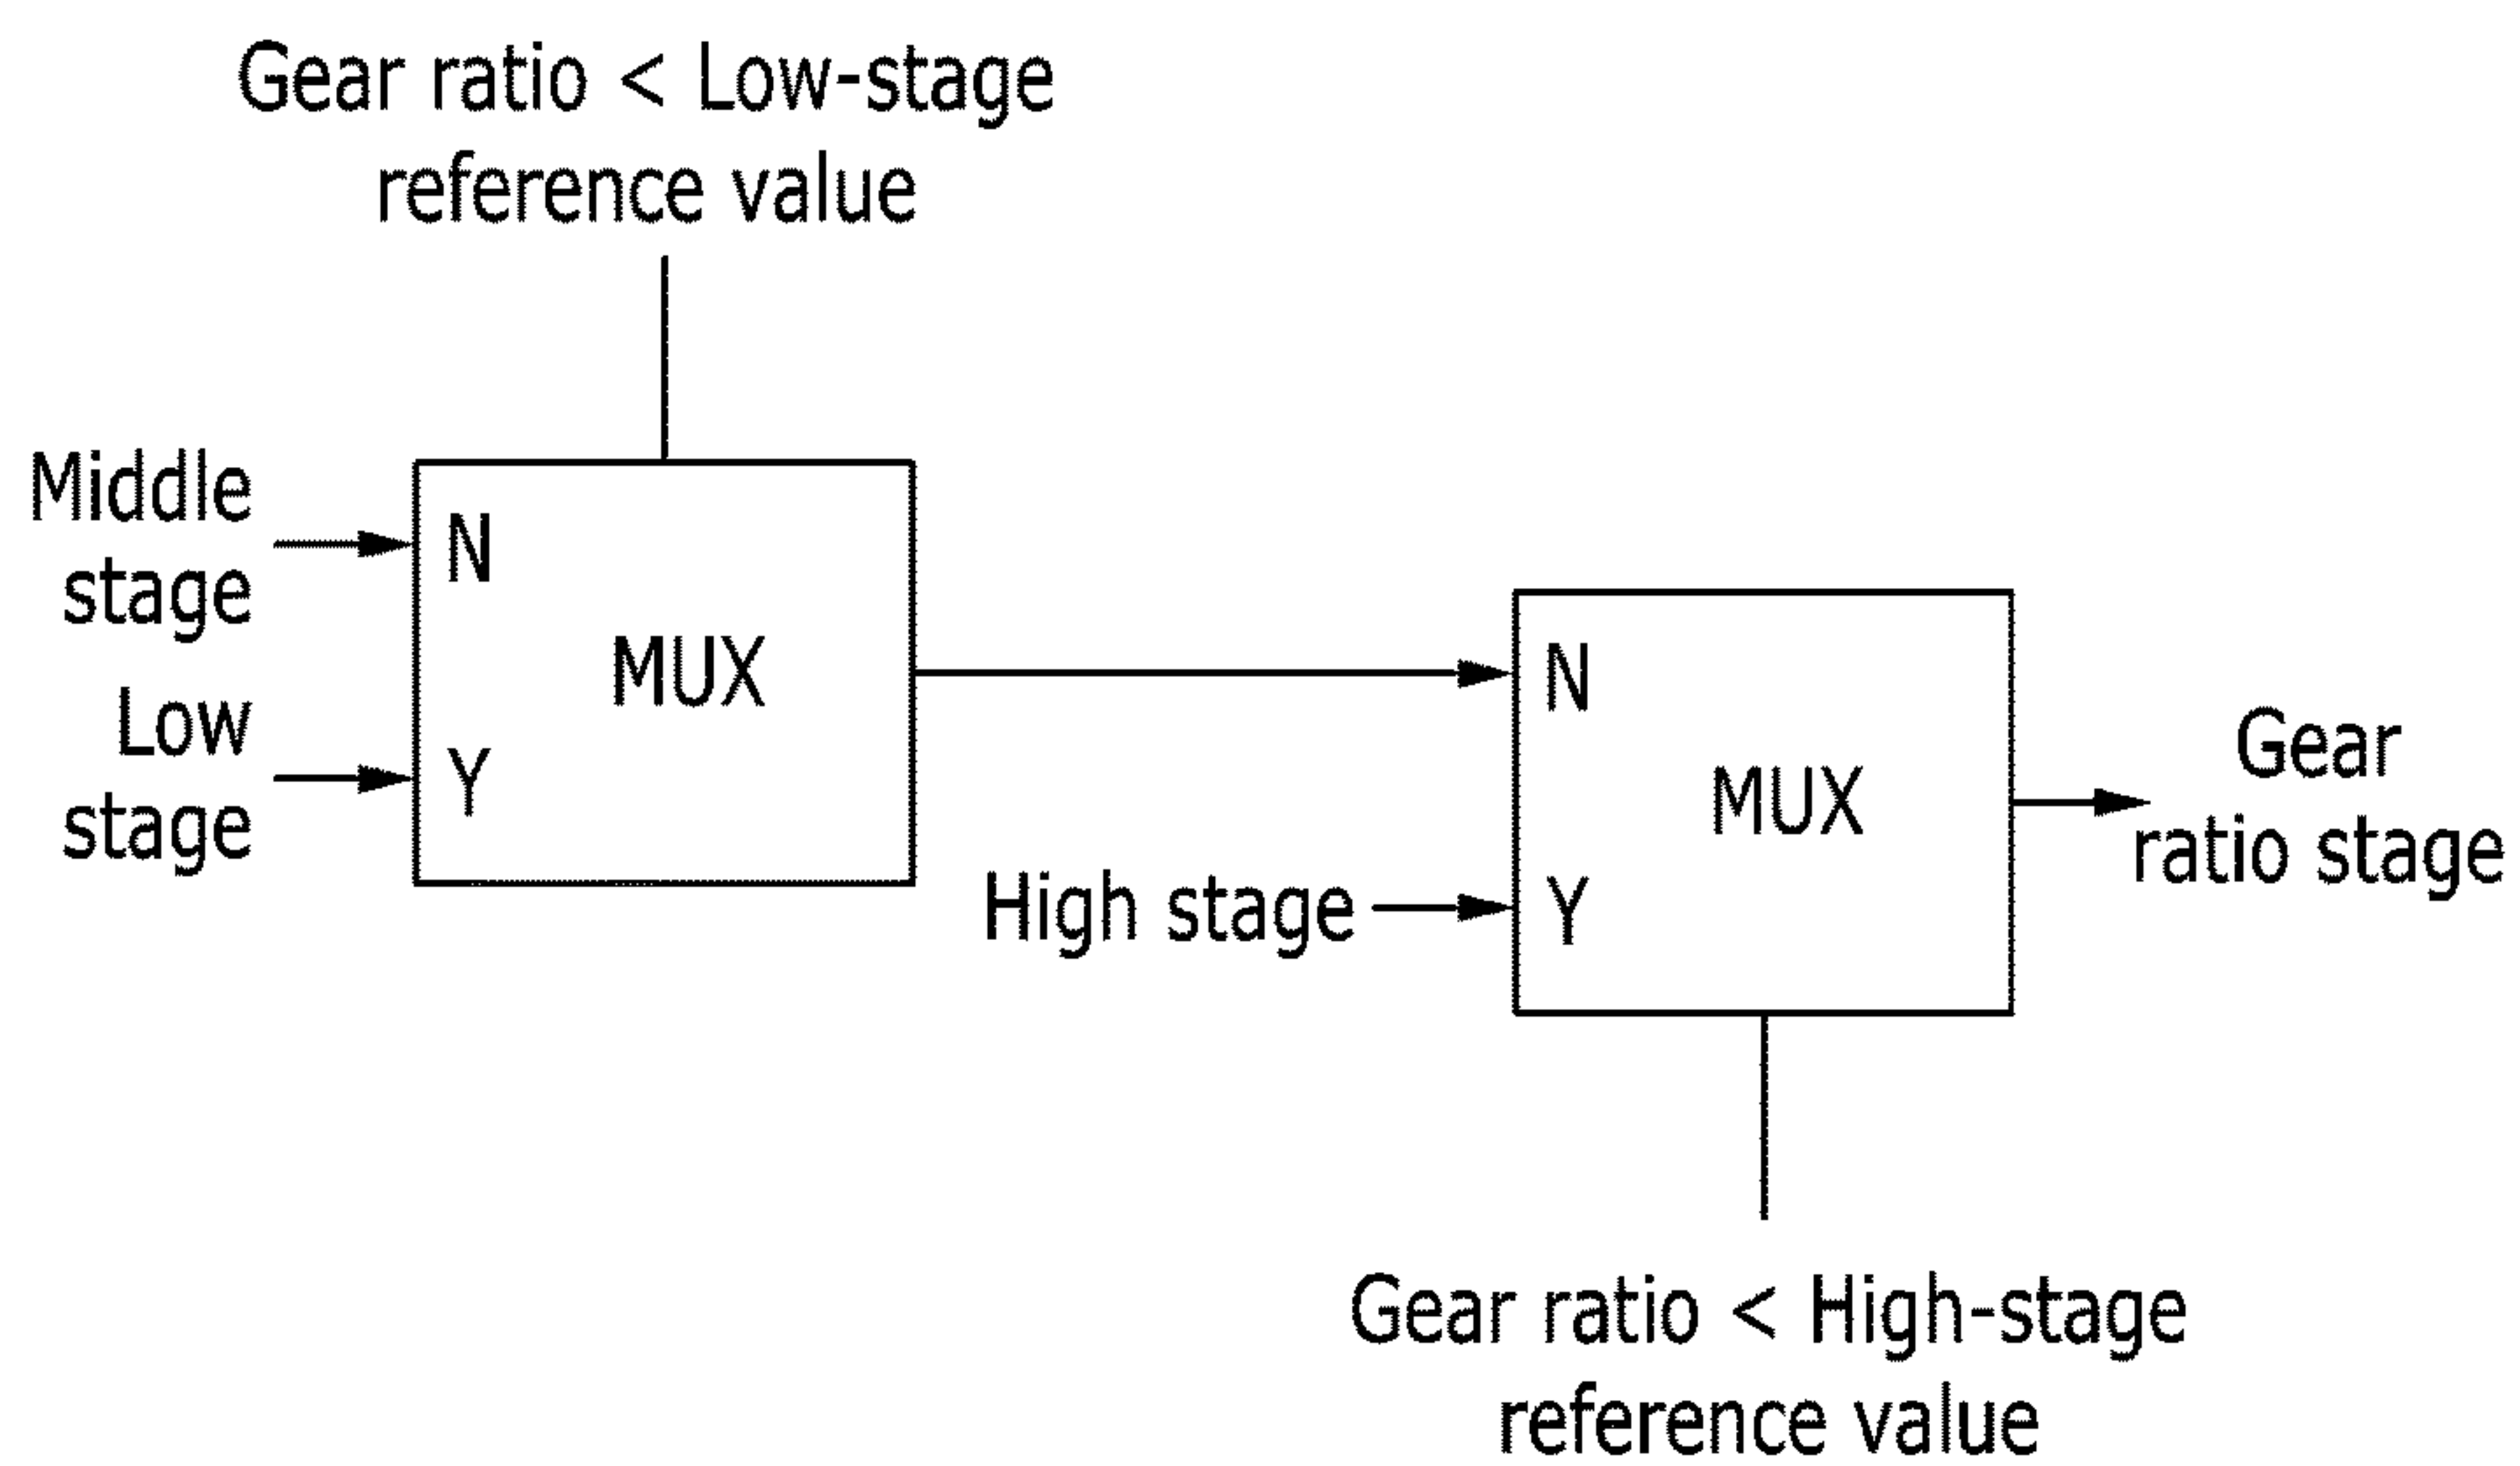 Gear ratio < Low-stage
reference value
Middle
stage
N
MUX
Low
stage
Y
N
MUX
High stage
Y
Gear
ratio stage
Gear ratio < High-stage
reference value